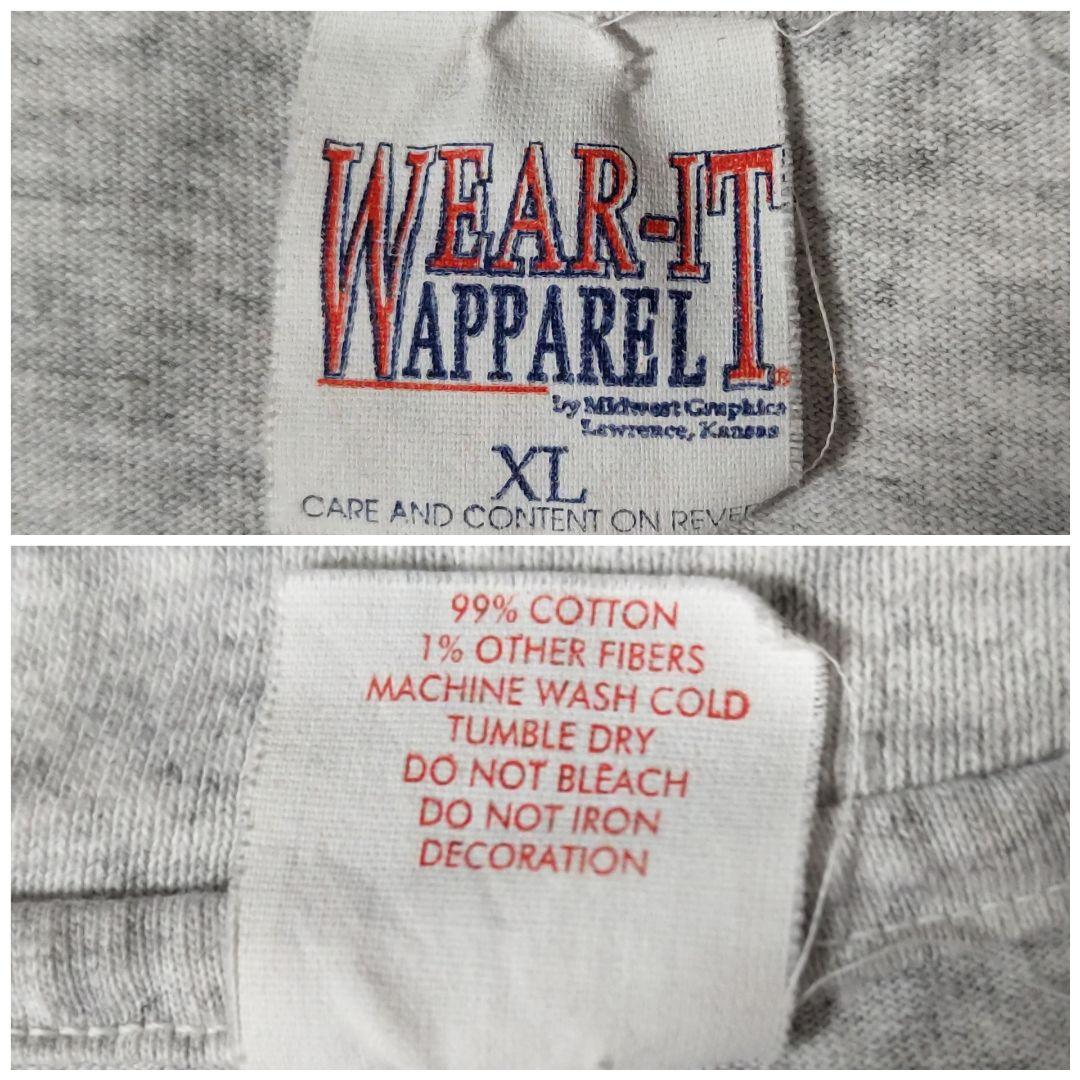 WEAR-IT
APPAREL®
by Midwest Graphics
Lawrence, Kansas
XL
CARE AND CONTENT ON REVE
99% COTTON
1% OTHER FIBERS
MACHINE WASH COLD
TUMBLE DRY
DO NOT BLEACH
DO NOT IRON
DECORATION